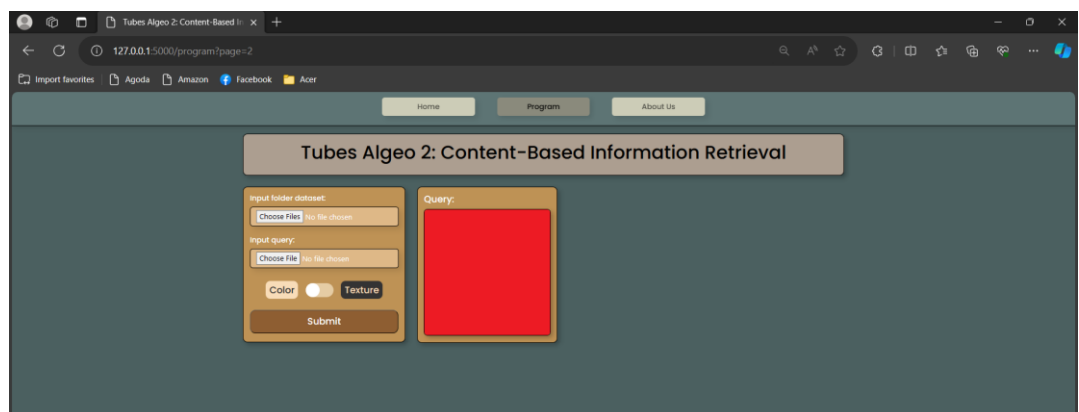 Tubes Algeo 2: Content-Based In
127.0.0.1:5000/program?page=2
Import favorites Agoda Amazon Facebook Acer
Home Program About Us
Tubes Algeo 2: Content-Based Information Retrieval
Input folder dataset:
Choose Files No file chosen
Input query:
Choose File No file chosen
Color Texture
Submit
Query: